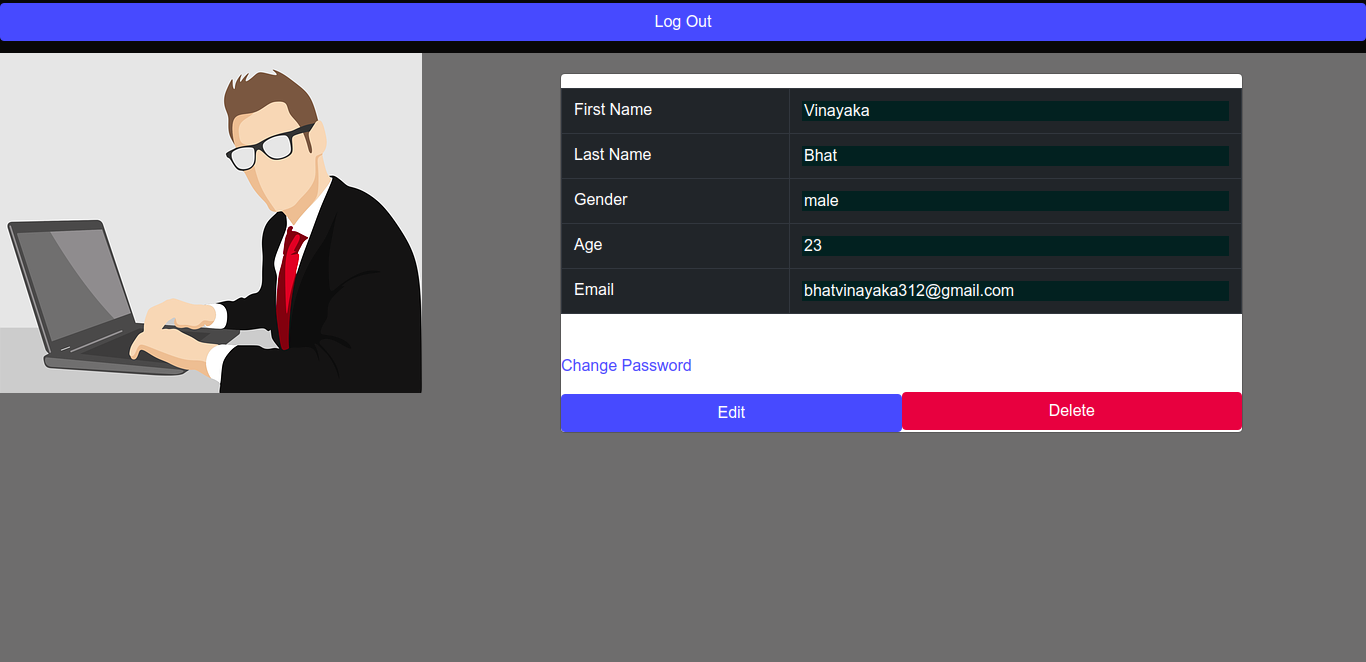 Log Out
First Name Vinayaka
Last Name Bhat
Gender male
Age 23
Email bhatvinayaka312@gmail.com
Change Password
Edit Delete